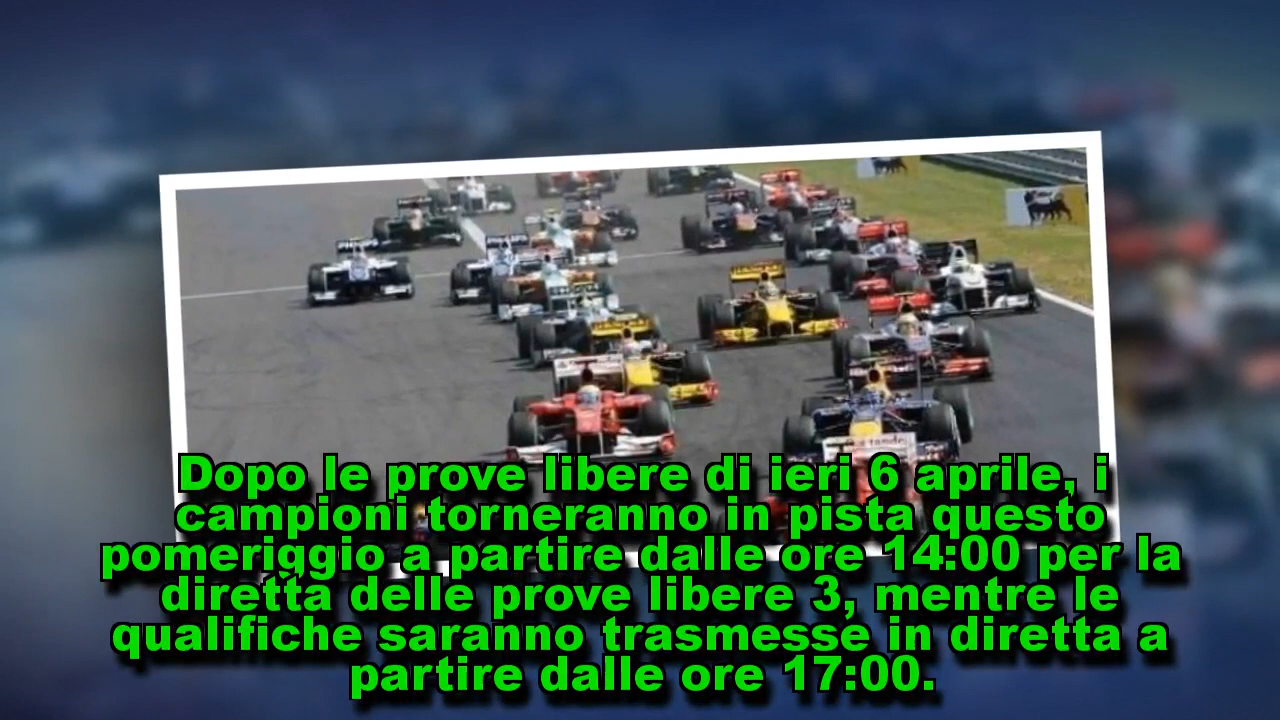 Dopo le prove libere di ieri 6 aprile, i
campioni torneranno in pista questo
pomeriggio a partire dalle ore 14:00 per la
diretta delle prove libere 3, mentre le
qualifiche saranno trasmesse in diretta a
partire dalle ore 17:00.